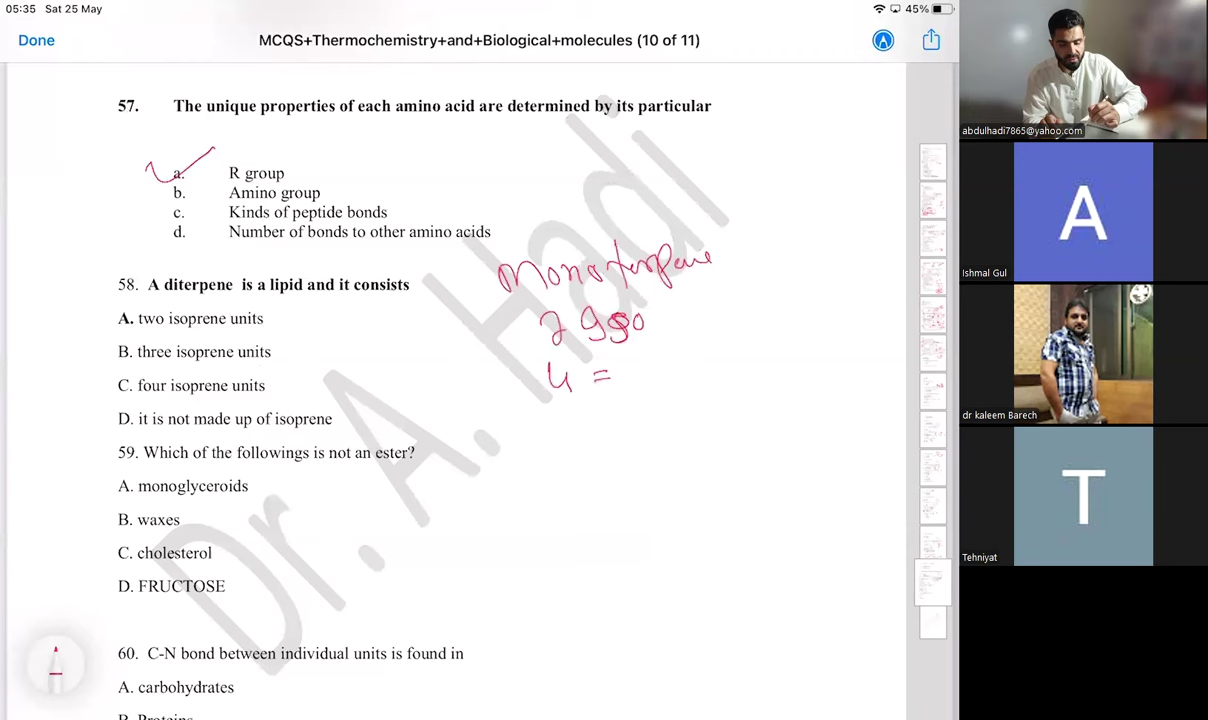 05:35 Sat 25 May
45%
Done
MCQS+Thermochemistry+and+Biological+molecules (10 of 11)
57. The unique properties of each amino acid are determined by its particular
a. R group
b. Amino group
c. Kinds of peptide bonds
d. Number of bonds to other amino acids
Monoterpene
58. A diterpene is a lipid and it consists
A. two isoprene units
2
B. three isoprene units
4 =
C. four isoprene units
D. it is not made up of isoprene
59. Which of the followings is not an ester?
A. monoglyceroids
B. waxes
C. cholesterol
D. FRUCTOSE
60. C-N bond between individual units is found in
A. carbohydrates
B. Proteins
Dr. A. Hadi
abdulhadi7865@yahoo.com
A
Ishmal Gul
dr kaleem Barech
T
Tehniyat